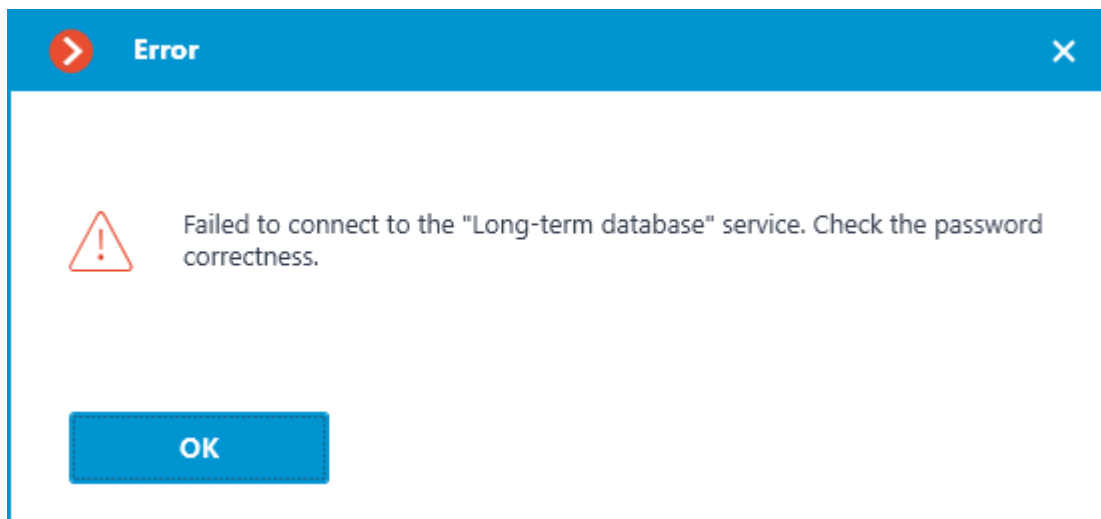 Error
Failed to connect to the "Long-term database" service. Check the password
correctness.
OK